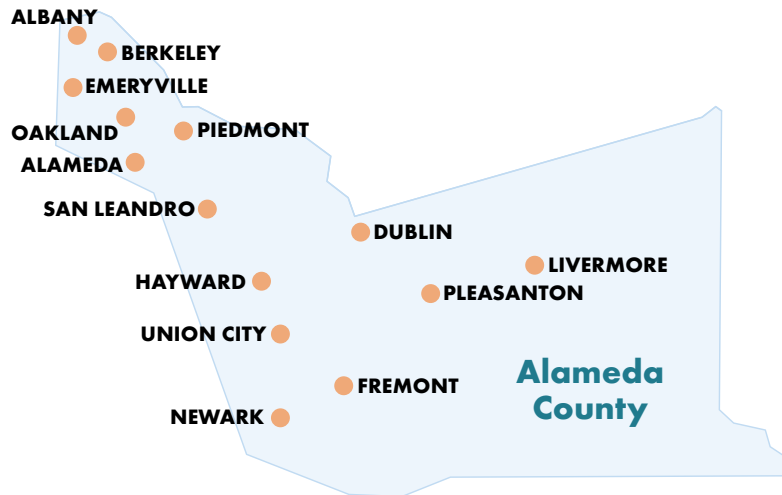 ALBANY
BERKELEY
EMERYVILLE
OAKLAND
PIEDMONT
ALAMEDA
SAN LEANDRO
DUBLIN
LIVERMORE
HAYWARD
PLEASANTON
UNION CITY
Alameda
County
FREMONT
NEWARK